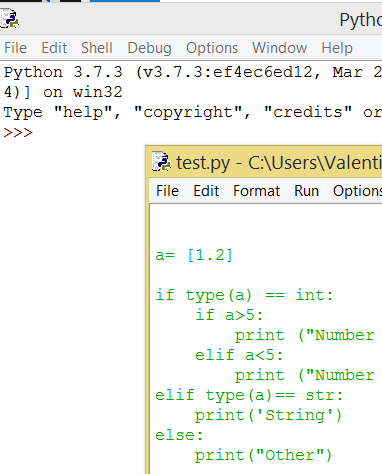 Pytho
File Edit Shell Debug Options Window Help
Python 3.7.3 (v3.7.3:ef4ec6ed12, Mar 2
4)] on win32
Type "help", "copyright", "credits" or
>>>
test.py - C:\Users\Valenti
File Edit Format Run Options
a= [1.2]
if type(a) == int:
    if a>5:
        print ("Number
    elif a<5:
        print ("Number
elif type(a)== str:
    print('String')
else:
    print("Other")